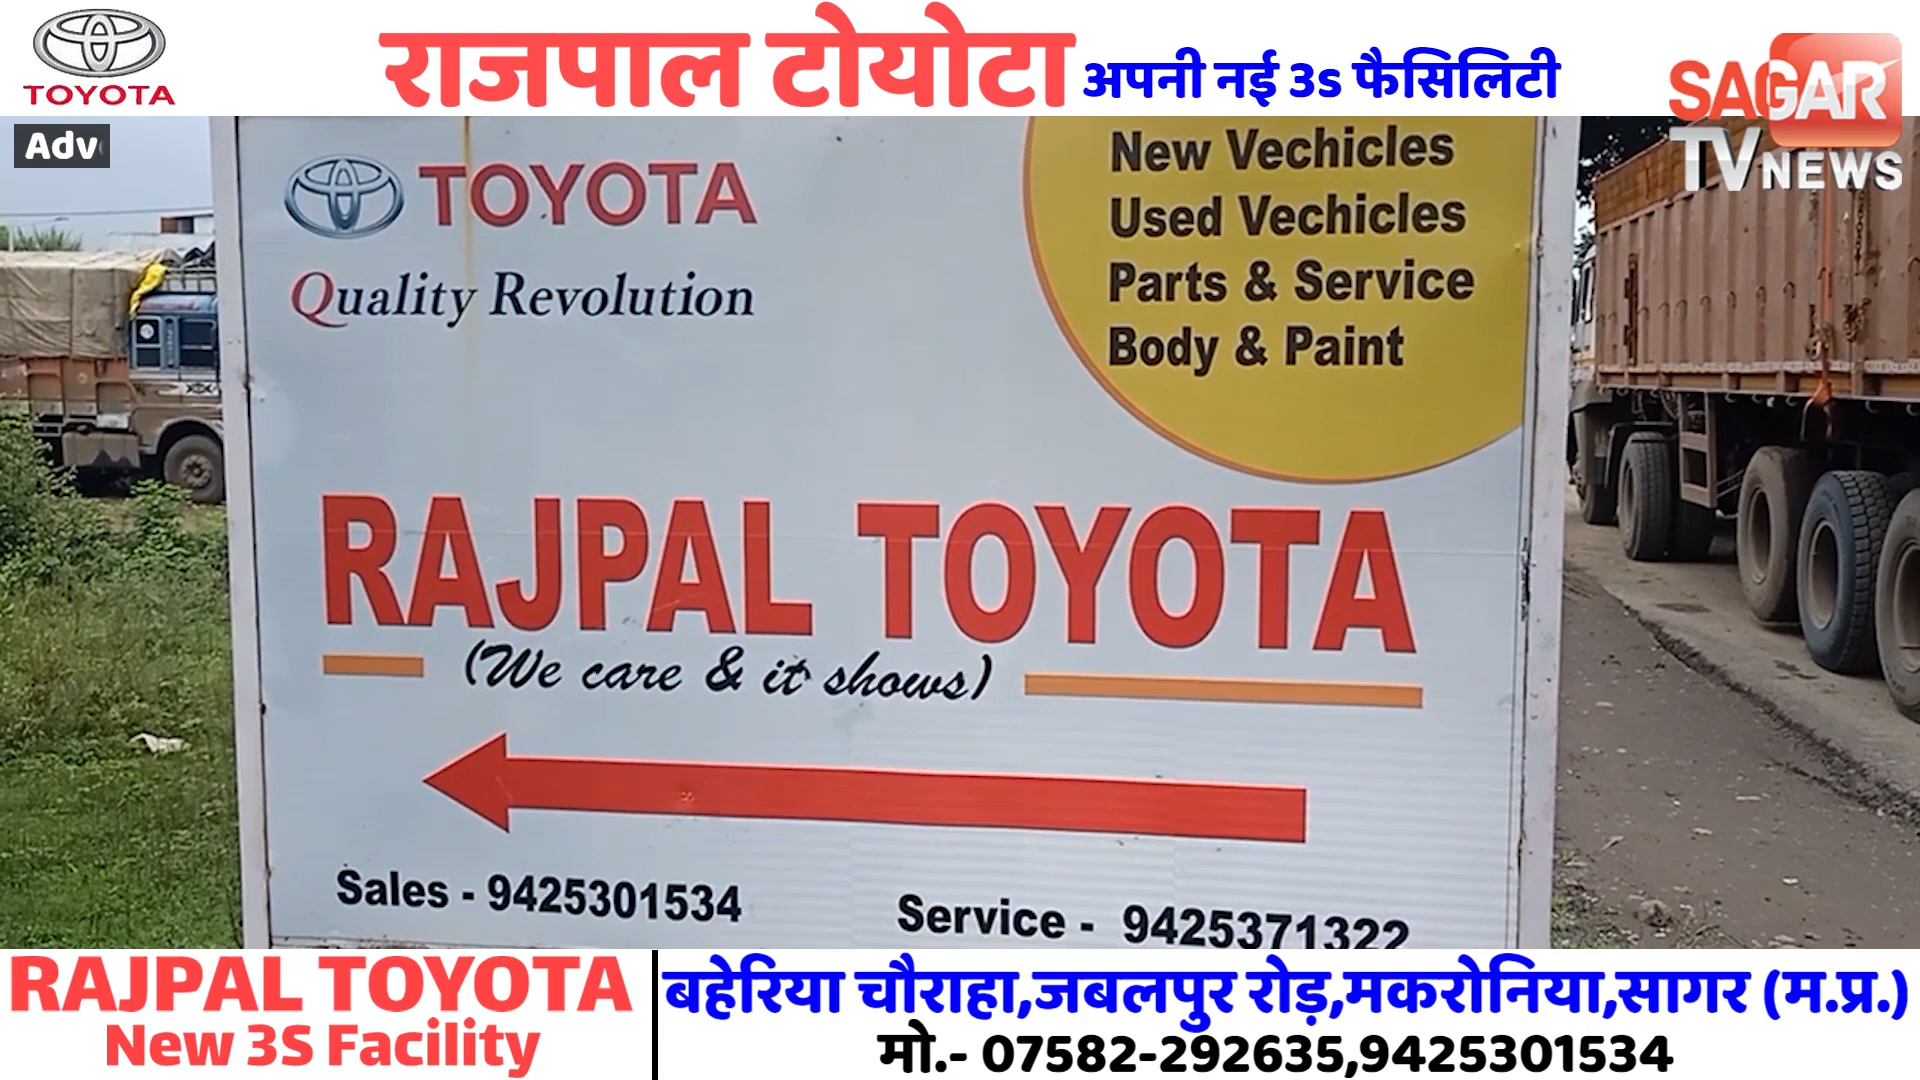 TOYOTA
राजपाल टोयोटा अपनी नई 3s फैसिलिटी
SAGAR
TV NEWS
Adv
TOYOTA
Quality Revolution
New Vechicles
Used Vechicles
Parts & Service
Body & Paint
RAJPAL TOYOTA
(We care & it shows)
Sales - 9425301534
Service - 9425371322
RAJPAL TOYOTA
New 3S Facility
बहेरिया चौराहा,जबलपुर रोड़,मकरोनिया,सागर (म.प्र.)
मो.- 07582-292635,9425301534